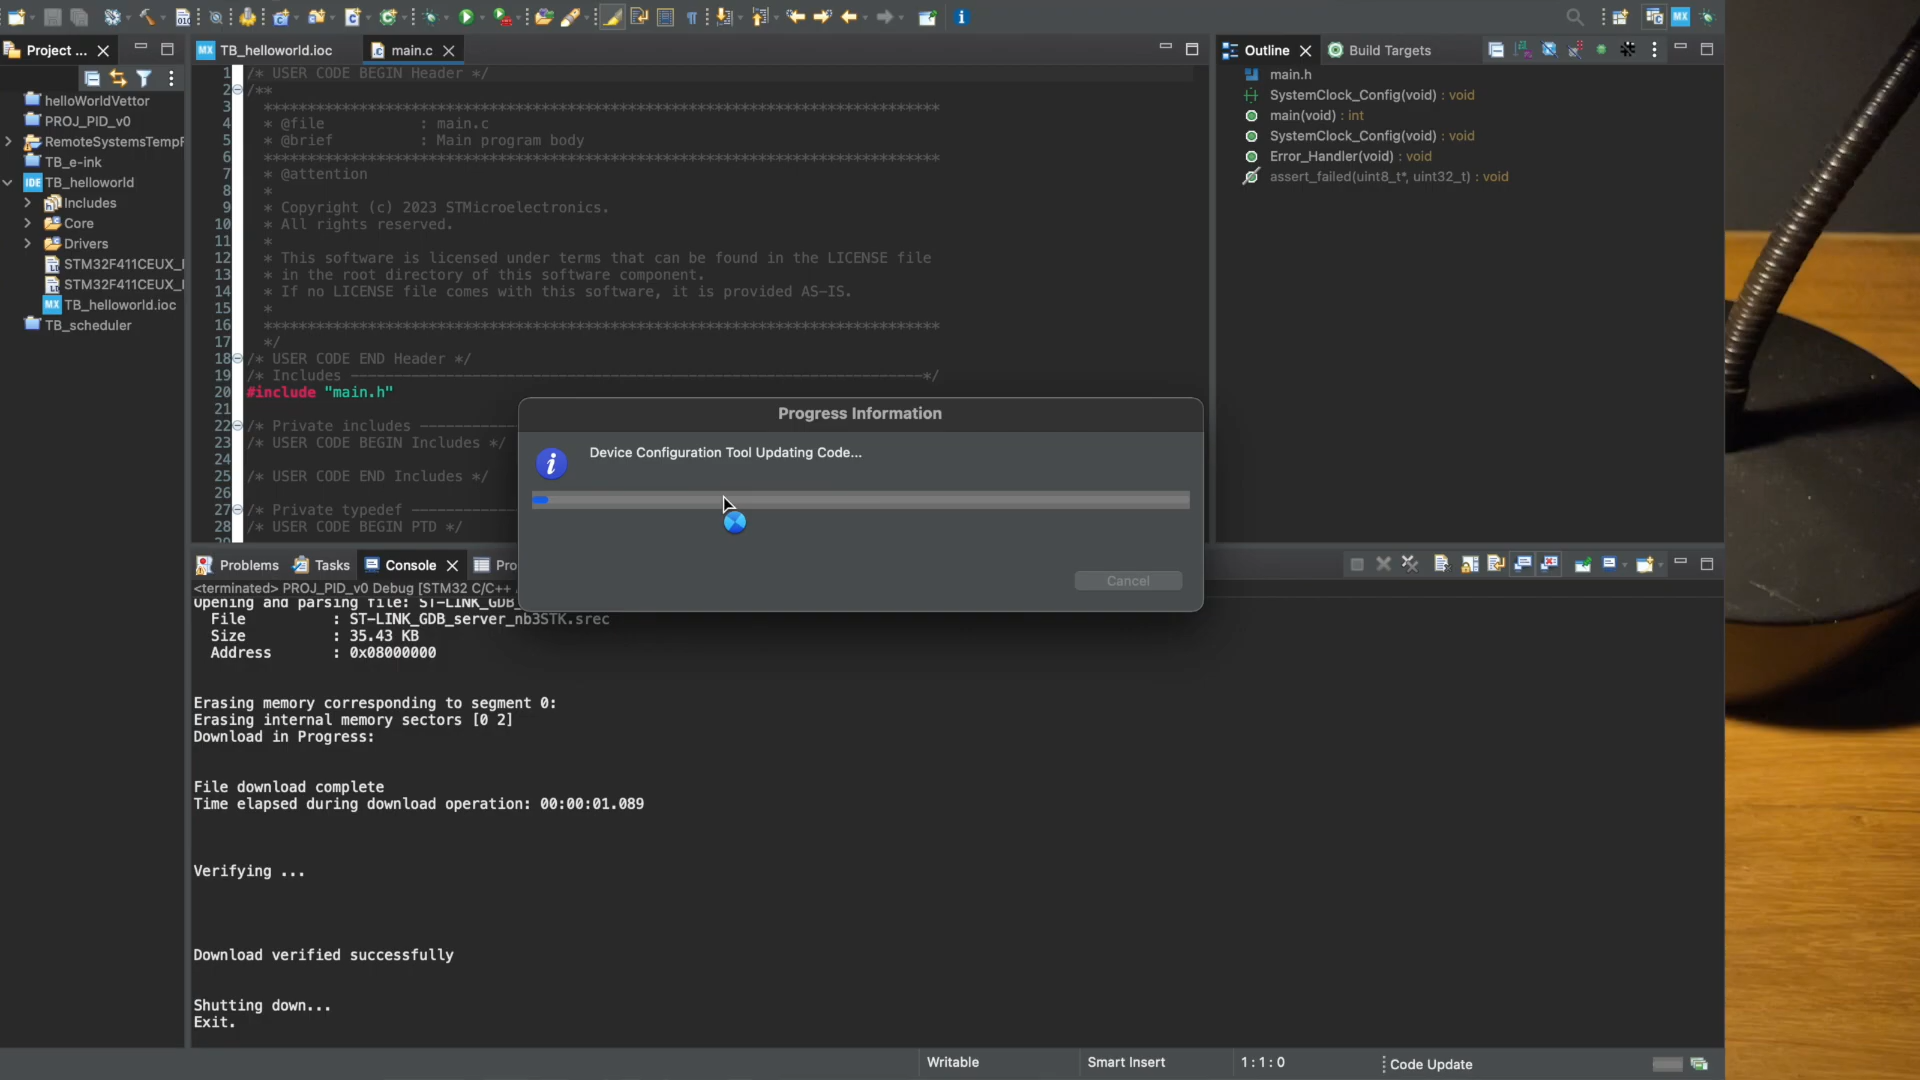 Project ...
TB_helloworld.ioc
main.c
Outline
Build Targets
helloWorldVettor
PROJ_PID_v0
RemoteSystemsTempF
TB_e-ink
IDE TB_helloworld
Includes
Core
Drivers
STM32F411CEUX_
STM32F411CEUX_
MX TB_helloworld.ioc
TB_scheduler
1 /* USER CODE BEGIN Header */
2 /**
3 ******************************************************************************
4 * @file : main.c
5 * @brief : Main program body
6 ******************************************************************************
7 * @attention
8 *
9 * Copyright (c) 2023 STMicroelectronics.
10 * All rights reserved.
11 *
12 * This software is licensed under terms that can be found in the LICENSE file
13 * in the root directory of this software component.
14 * If no LICENSE file comes with this software, it is provided AS-IS.
15 *
16 ******************************************************************************
17 */
18 /* USER CODE END Header */
19 /* Includes ------------------------------------------------------------------*/
20 #include "main.h"
21
22 /* Private includes -----------
23 /* USER CODE BEGIN Includes */
24
25 /* USER CODE END Includes */
26
27 /* Private typedef ------------
28 /* USER CODE BEGIN PTD */
29
main.h
SystemClock_Config(void) : void
main(void) : int
SystemClock_Config(void) : void
Error_Handler(void) : void
assert_failed(uint8_t*, uint32_t) : void
Progress Information
Device Configuration Tool Updating Code...
Cancel
Problems
Tasks
Console
Pro
<terminated> PROJ_PID_v0 Debug [STM32 C/C++
Opening and parsing file: ST-LINK_GDB_
File : ST-LINK_GDB_server_nb3STK.srec
Size : 35.43 KB
Address : 0x08000000
Erasing memory corresponding to segment 0:
Erasing internal memory sectors [0 2]
Download in Progress:
File download complete
Time elapsed during download operation: 00:00:01.089
Verifying ...
Download verified successfully
Shutting down...
Exit.
Writable
Smart Insert
1 : 1 : 0
Code Update